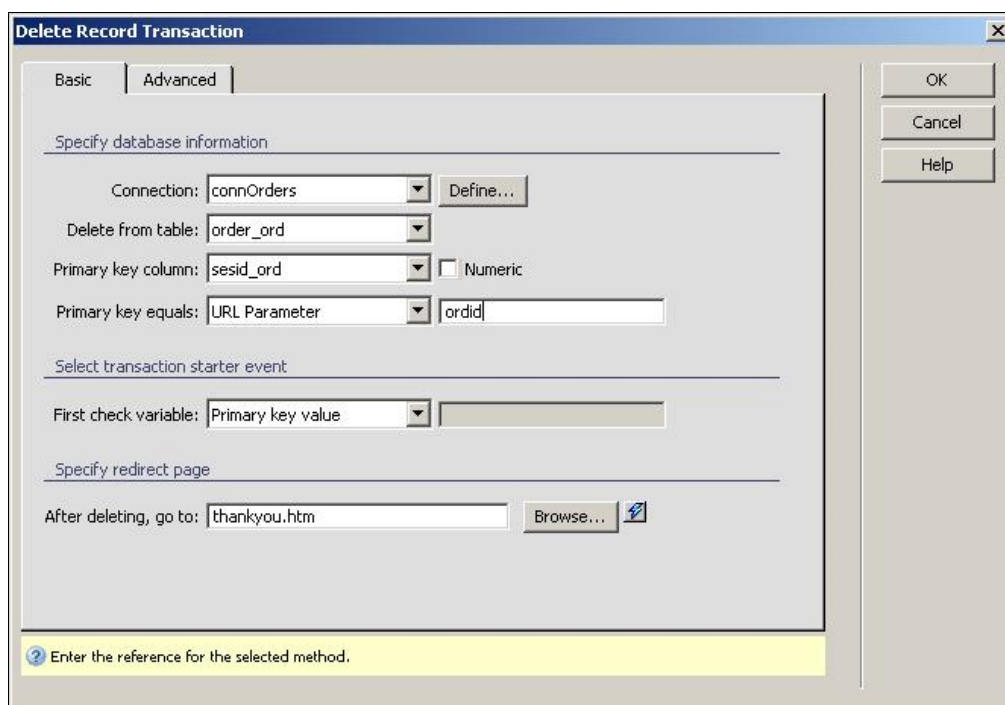 Delete Record Transaction
Basic Advanced
OK
Cancel
Help
Specify database information
Connection: connOrders Define...
Delete from table: order_ord
Primary key column: sesid_ord Numeric
Primary key equals: URL Parameter ordid
Select transaction starter event
First check variable: Primary key value
Specify redirect page
After deleting, go to: thankyou.htm Browse...
Enter the reference for the selected method.